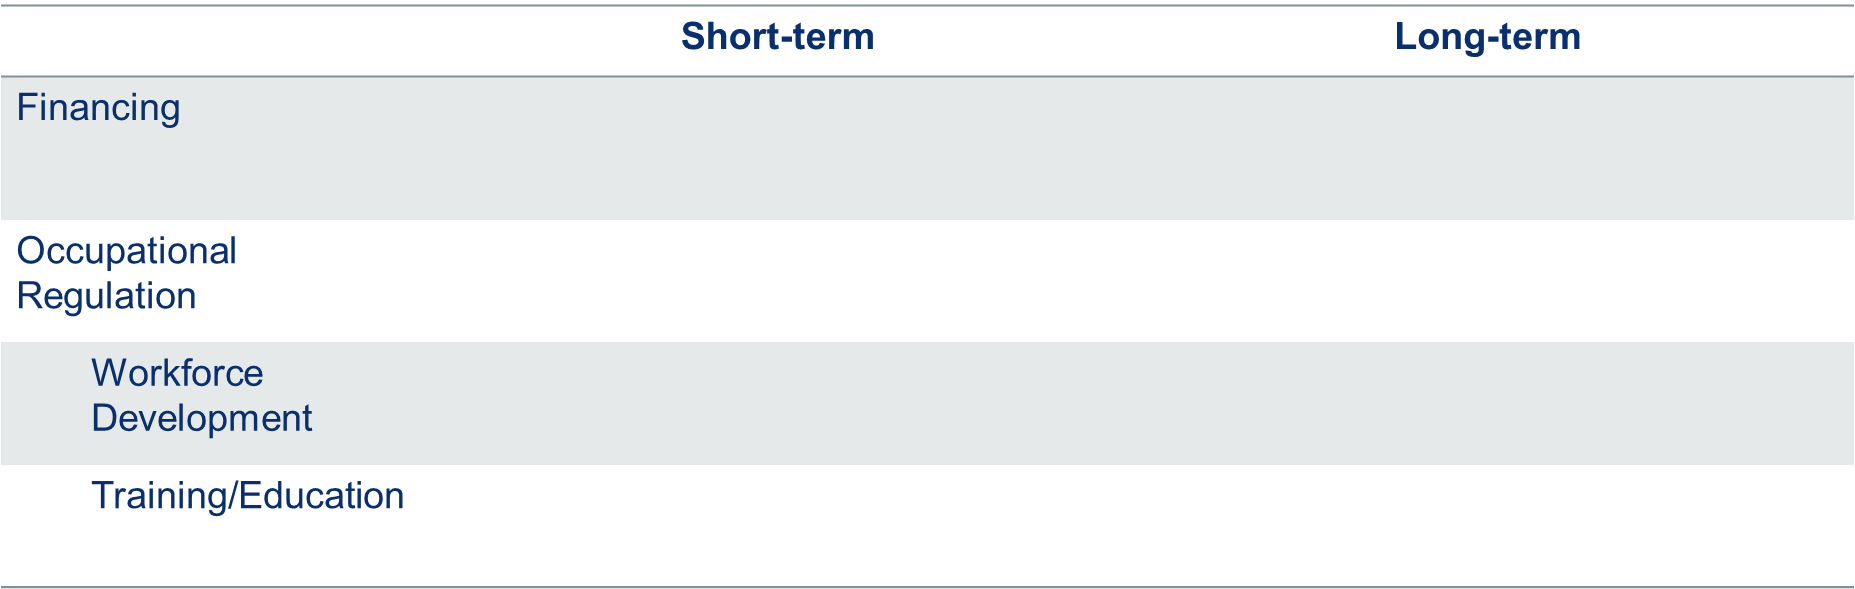 Short-term Long-term
Financing
Occupational
Regulation
Workforce
Development
Training/Education